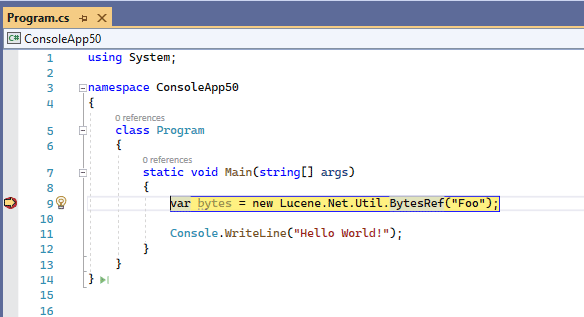 Program.cs
C# ConsoleApp50
1 using System;
2
3 namespace ConsoleApp50
4 {
0 references
5 class Program
6 {
0 references
7 static void Main(string[] args)
8 {
9 var bytes = new Lucene.Net.Util.BytesRef("Foo");
10
11 Console.WriteLine("Hello World!");
12 }
13 }
14 }
15
16